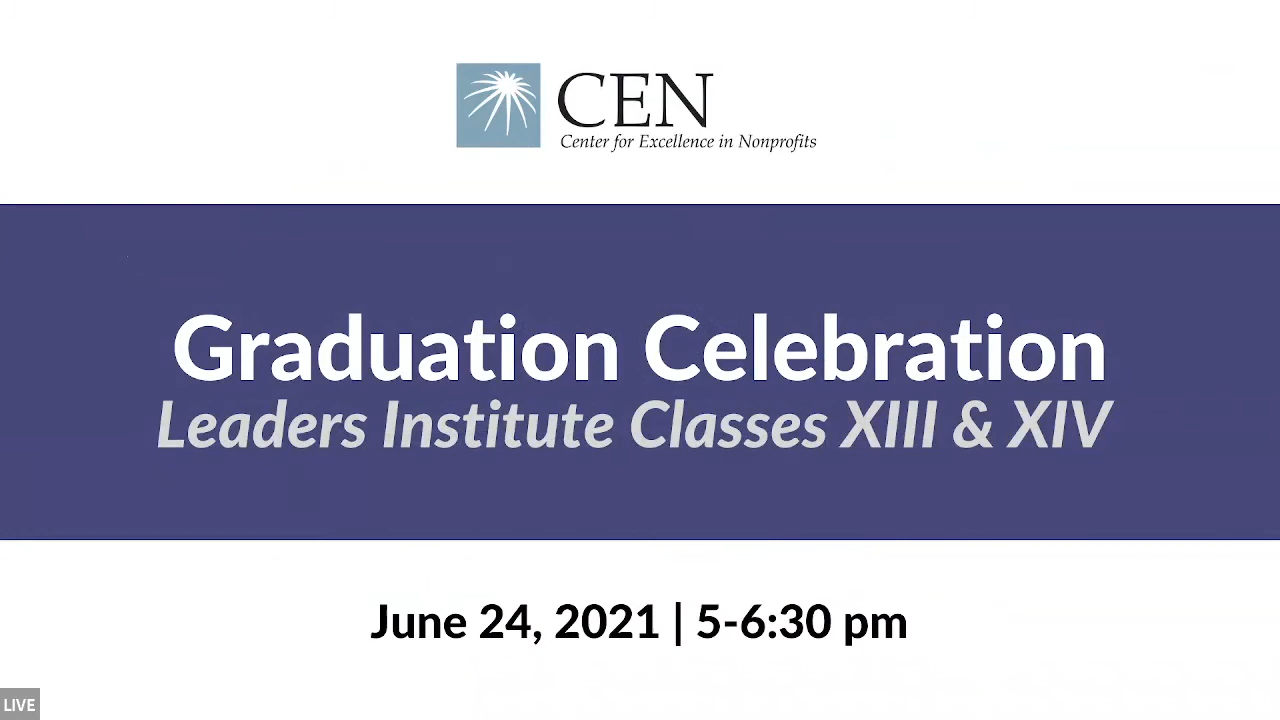 CEN
Center for Excellence in Nonprofits
Graduation Celebration
Leaders Institute Classes XIII & XIV
June 24, 2021 | 5-6:30 pm
LIVE